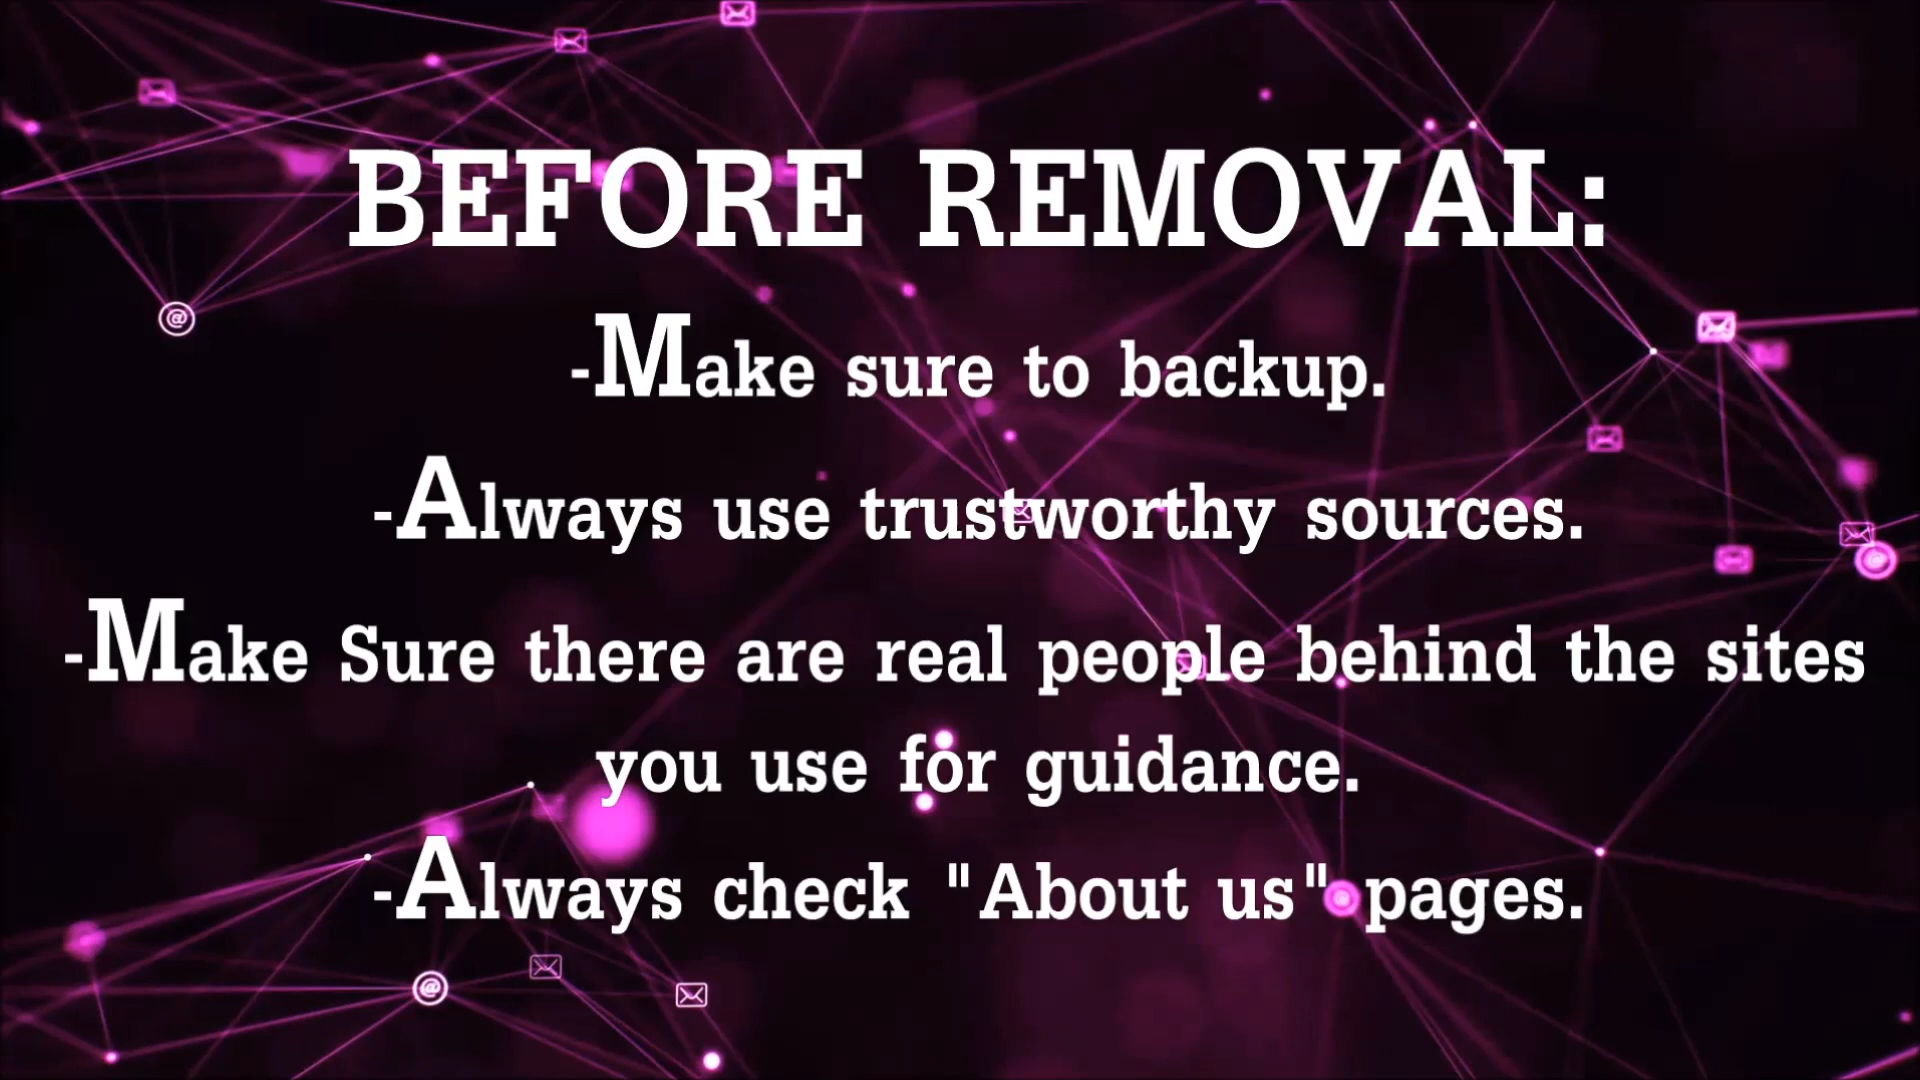 BEFORE REMOVAL:
-Make sure to backup.
-Always use trustworthy sources.
-Make Sure there are real people behind the sites
you use for guidance.
-Always check "About us" pages.